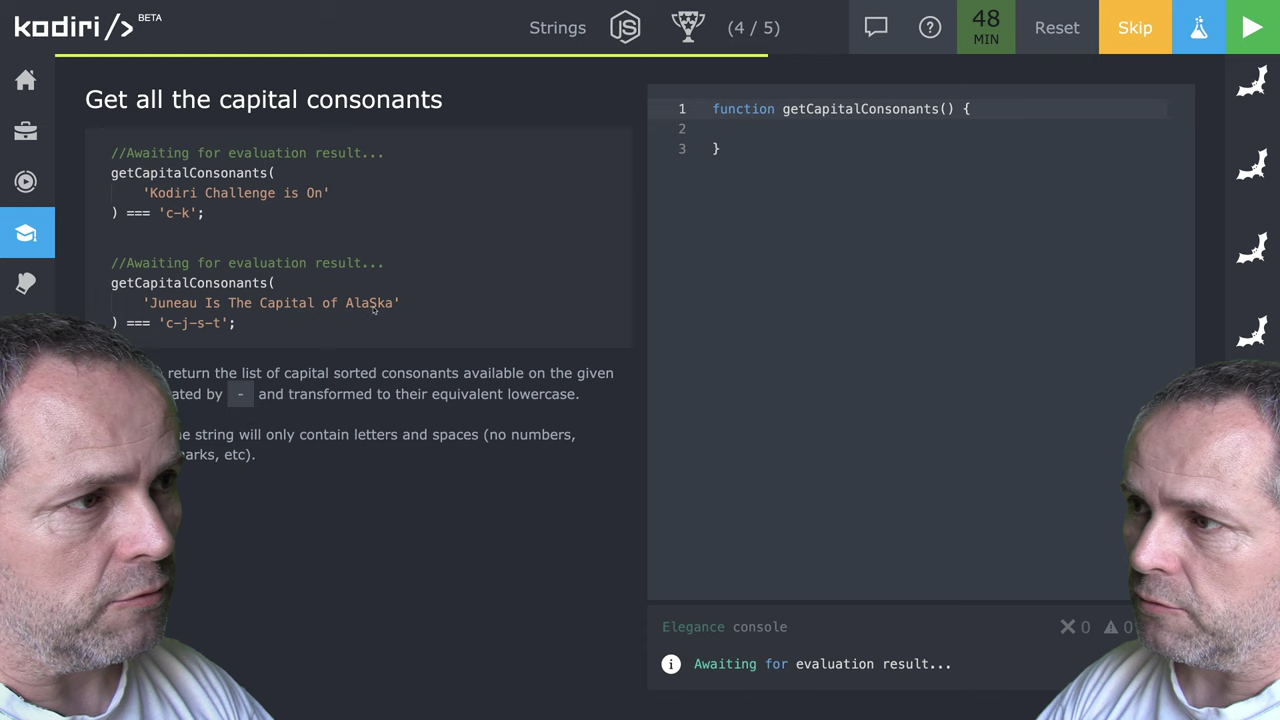 kodiri/> BETA
Strings JS (4 / 5)
48 MIN
Reset
Skip
Get all the capital consonants
//Awaiting for evaluation result...
getCapitalConsonants(
'Kodiri Challenge is On'
) === 'c-k';
//Awaiting for evaluation result...
getCapitalConsonants(
'Juneau Is The Capital of AlaSka'
) === 'c-j-s-t';
return the list of capital sorted consonants available on the given
ated by - and transformed to their equivalent lowercase.
e string will only contain letters and spaces (no numbers,
arks, etc).
1 function getCapitalConsonants() {
2
3 }
Elegance console
0 0
Awaiting for evaluation result...